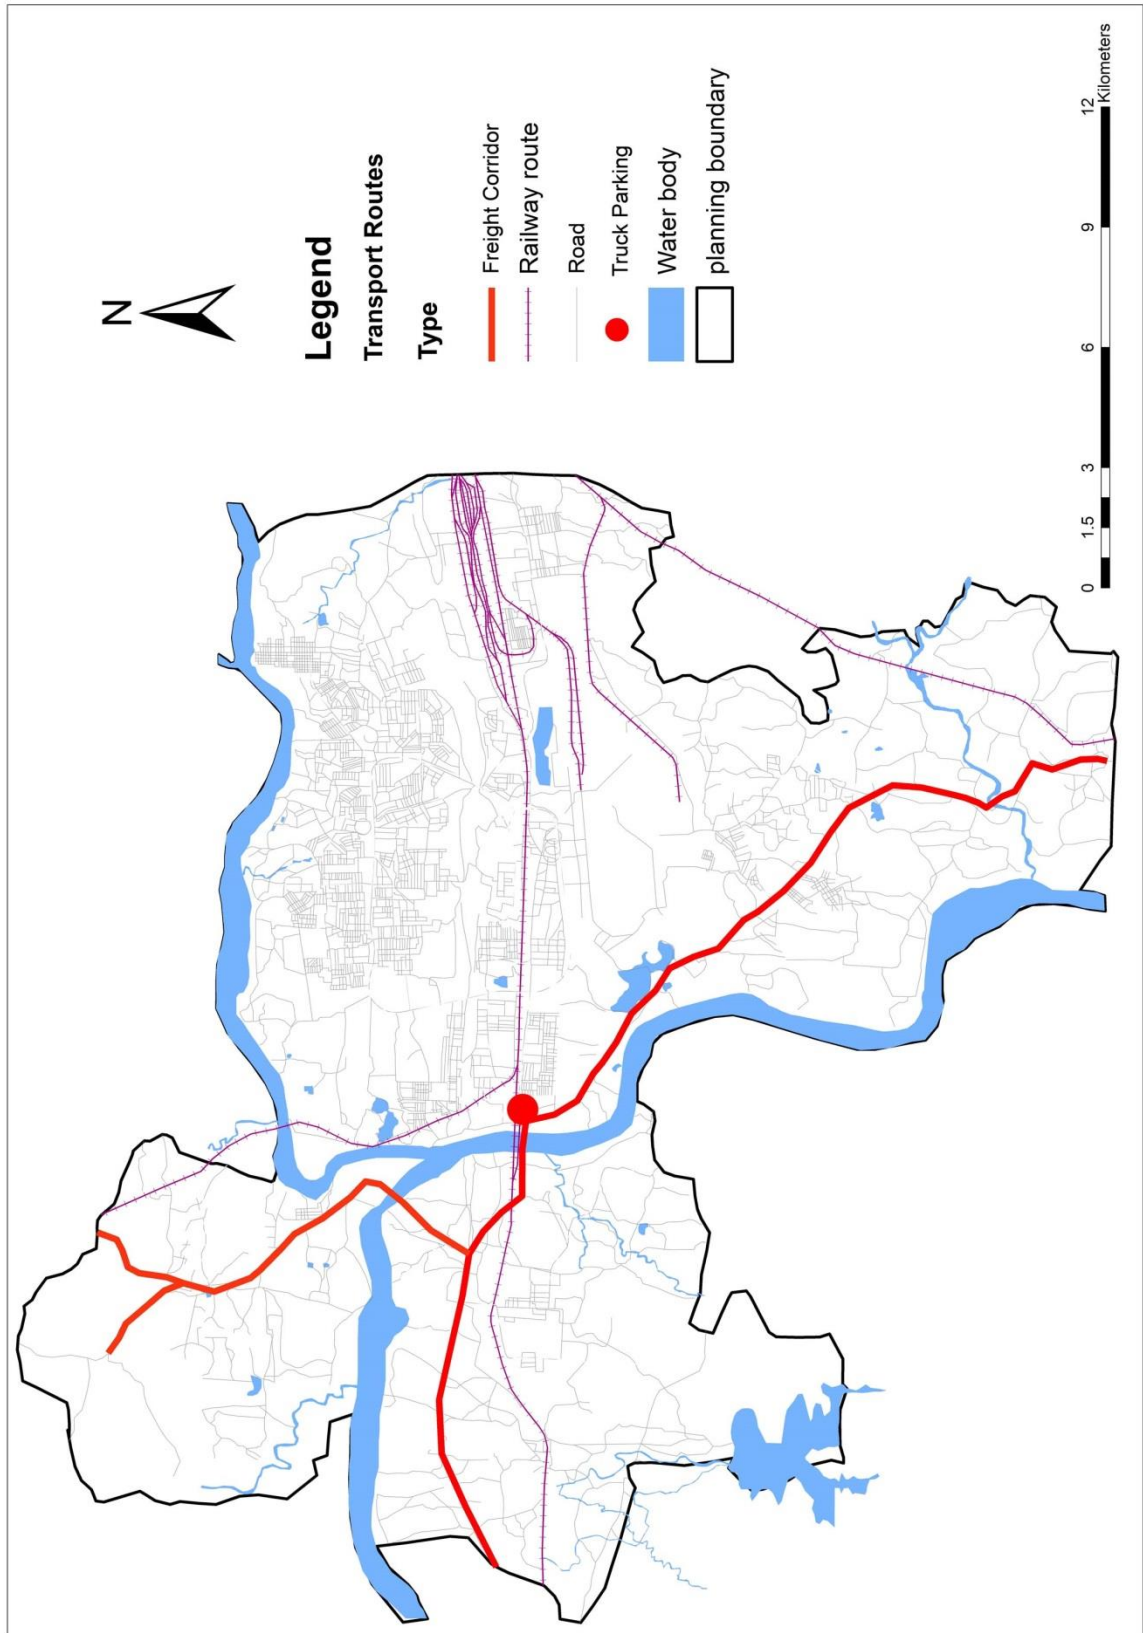 N
Legend
Transport Routes
Type
Freight Corridor
Railway route
Road
Truck Parking
Water body
planning boundary
0 1.5 3 6 9 12
Kilometers